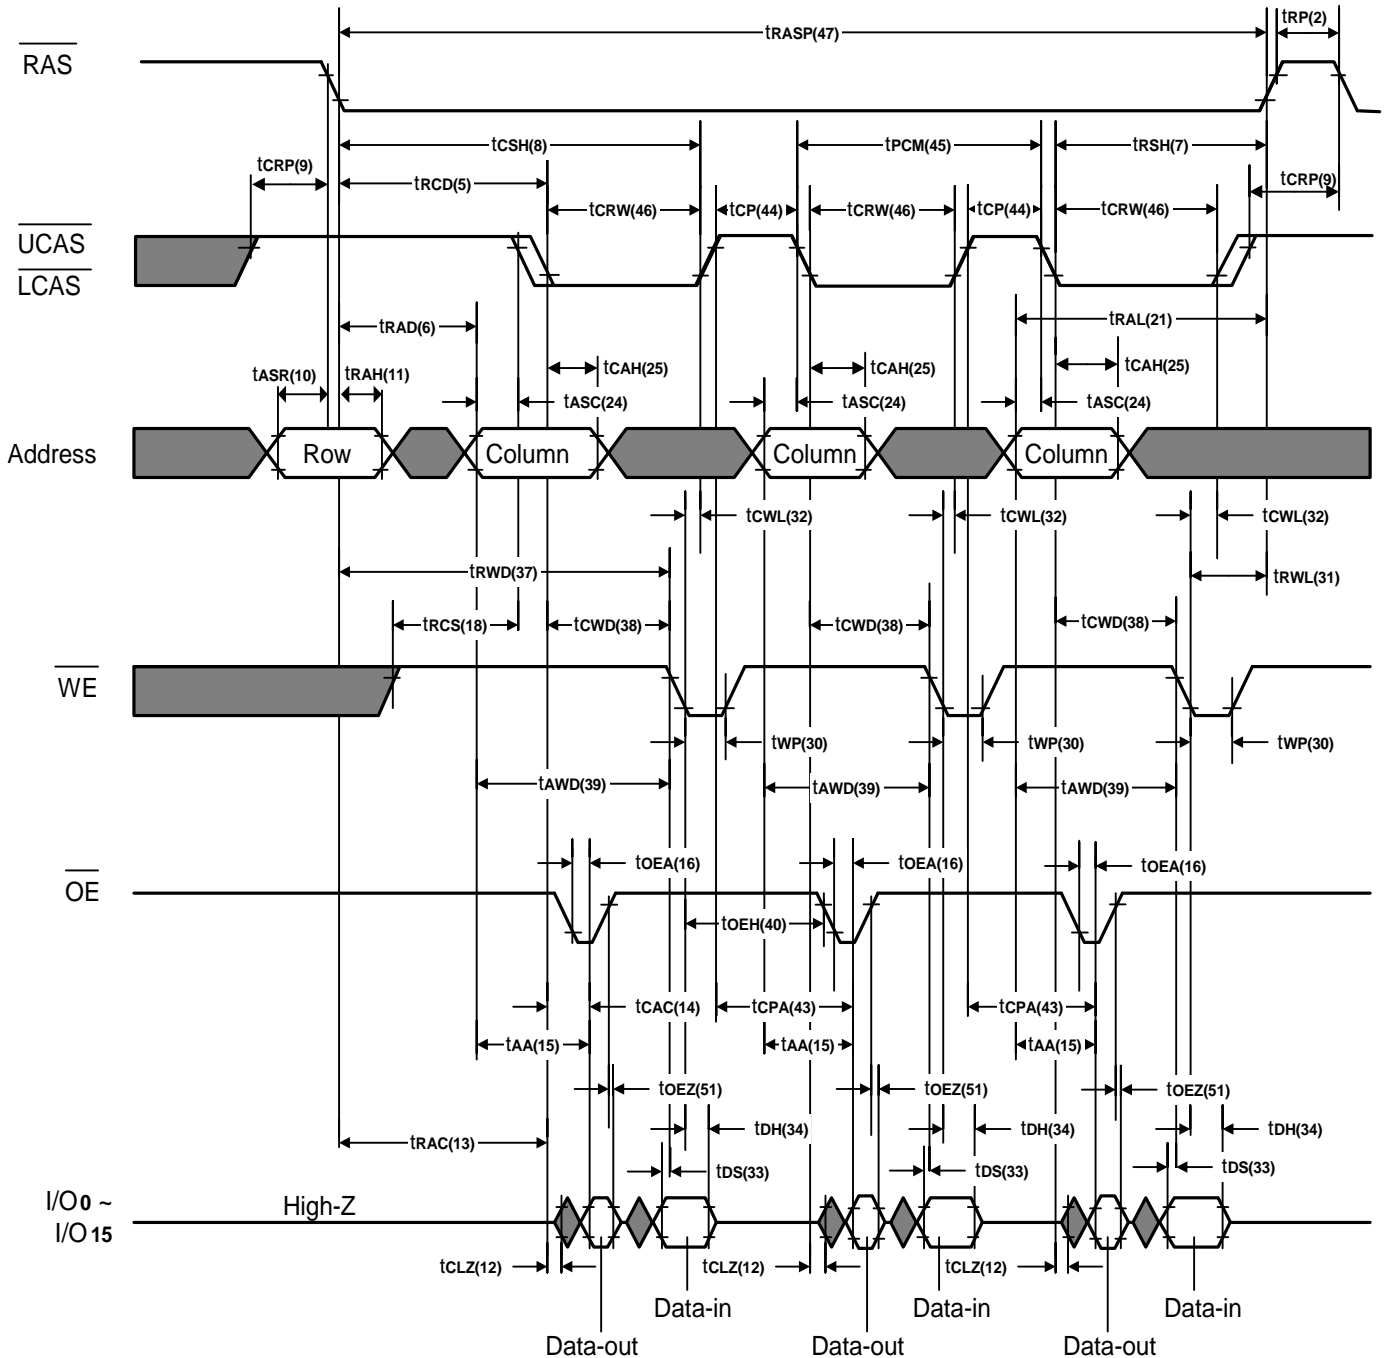 tRASP(47) tRP(2)
RAS
tCSH(8) tPCM(45) tRSH(7)
tCRP(9) tRCD(5) tCRP(9)
tCRW(46) tCP(44) tCRW(46) tCP(44) tCRW(46)
UCAS
LCAS
tRAD(6) tRAL(21)
tASR(10) tRAH(11) tCAH(25) tCAH(25) tCAH(25)
tASC(24) tASC(24) tASC(24)
Address Row Column Column Column
tCWL(32) tCWL(32) tCWL(32)
tRWD(37) tRWL(31)
tRCS(18) tCWD(38) tCWD(38) tCWD(38)
WE
tWP(30) tWP(30) tWP(30)
tAWD(39) tAWD(39) tAWD(39)
tOEA(16) tOEA(16) tOEA(16)
OE
tOEH(40)
tCAC(14) tCPA(43) tCPA(43)
tAA(15) tAA(15) tAA(15)
tOEZ(51) tOEZ(51) tOEZ(51)
tRAC(13) tDH(34) tDH(34) tDH(34)
tDS(33) tDS(33) tDS(33)
I/O0 ~ High-Z
I/O15
tCLZ(12) tCLZ(12) tCLZ(12)
Data-in Data-in Data-in
Data-out Data-out Data-out